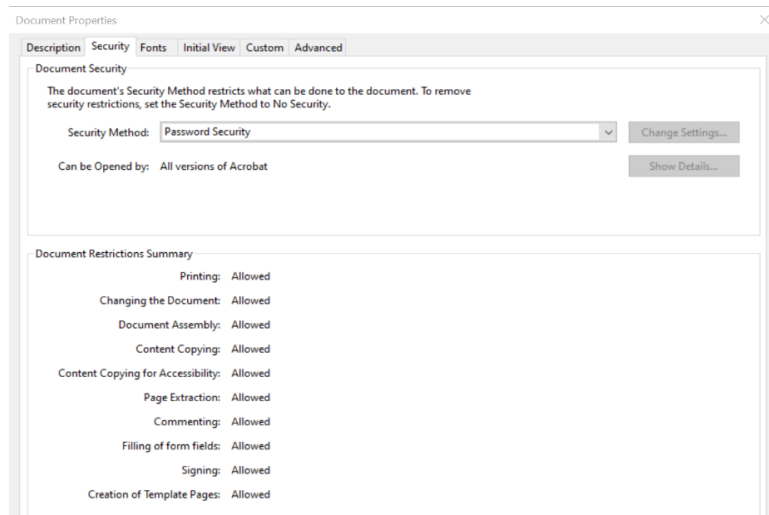 Document Properties
Description Security Fonts Initial View Custom Advanced
Document Security
The document's Security Method restricts what can be done to the document. To remove
security restrictions, set the Security Method to No Security.
Security Method: Password Security Change Settings...
Can be Opened by: All versions of Acrobat Show Details...
Document Restrictions Summary
Printing: Allowed
Changing the Document: Allowed
Document Assembly: Allowed
Content Copying: Allowed
Content Copying for Accessibility: Allowed
Page Extraction: Allowed
Commenting: Allowed
Filling of form fields: Allowed
Signing: Allowed
Creation of Template Pages: Allowed